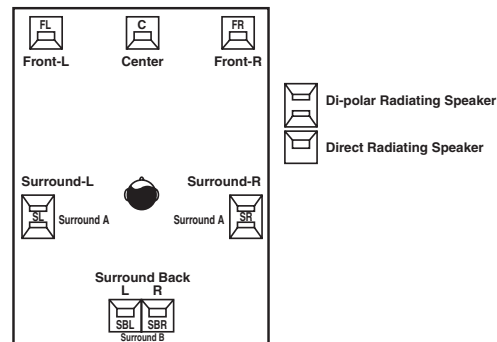 FL C FR
Front-L Center Front-R
Di-polar Radiating Speaker
Direct Radiating Speaker
Surround-L Surround-R
SL Surround A Surround A SR
Surround Back
L R
SBL SBR
Surround B